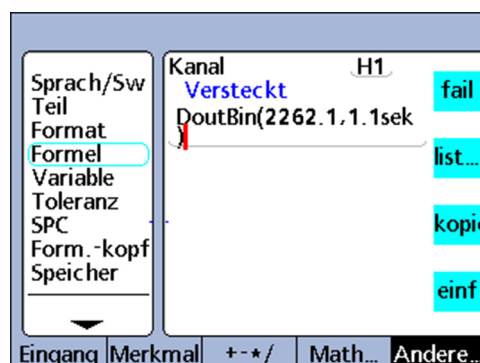 Sprach/Sw
Teil
Format
Formel
Variable
Toleranz
SPC
Form.-kopf
Speicher
Kanal H1
Versteckt
DoutBin(2262.1,1.1sek
)
fail
list...
kopie
einf
Eingang Merkmal +-*/ Math... Andere...